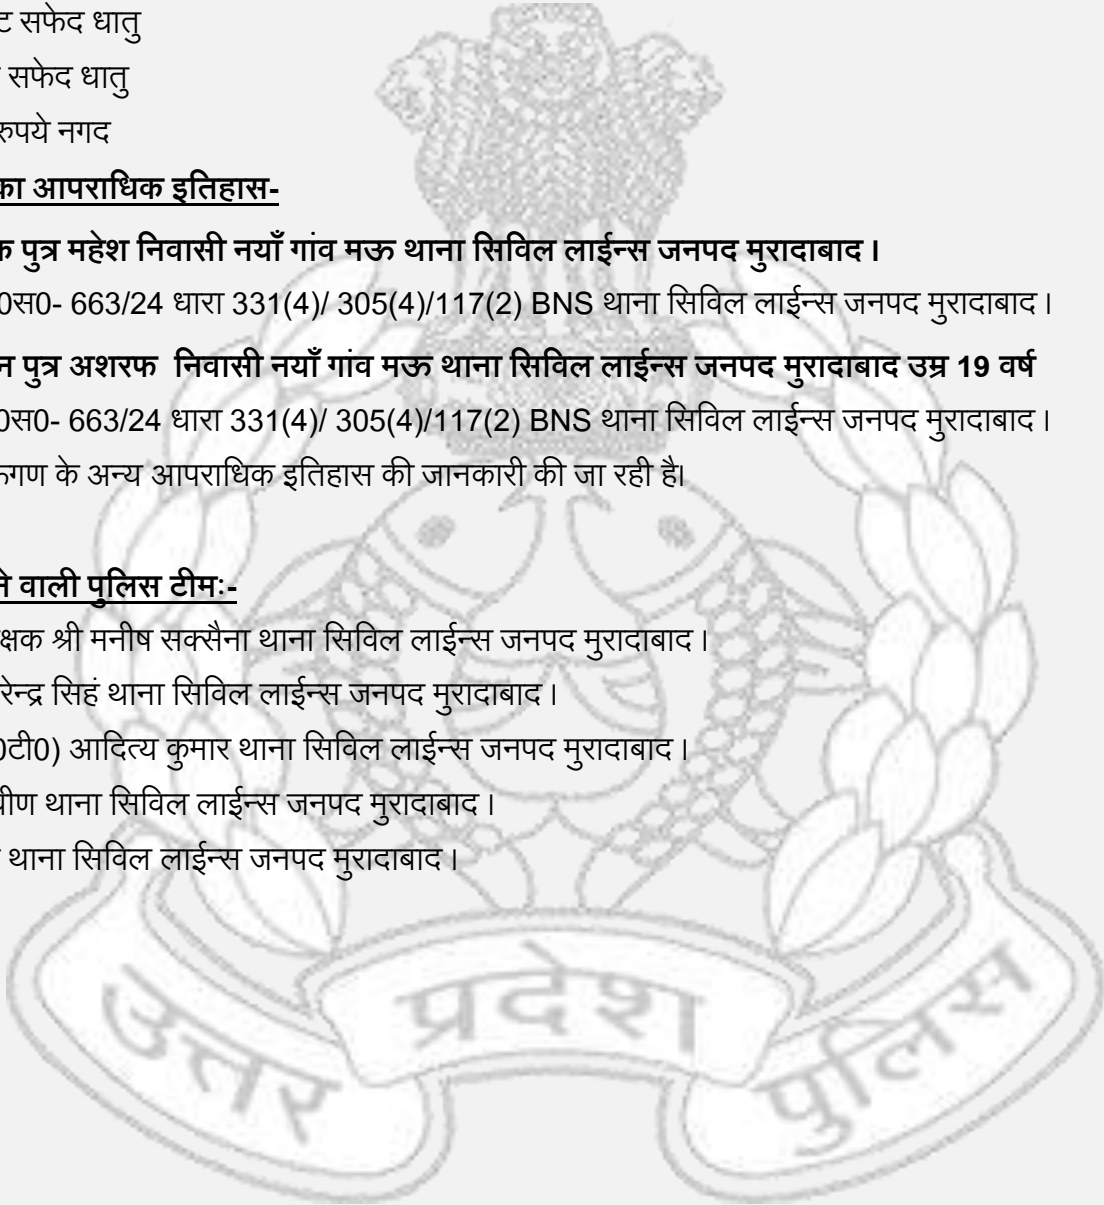 सफेद धातु
सफेद धातु
रुपये नगद
का आपराधिक इतिहास-
पुत्र महेश निवासी नयाँ गांव मऊ थाना सिविल लाईन्स जनपद मुरादाबाद ।
0स0- 663/24 धारा 331(4)/ 305(4)/117(2) BNS थाना सिविल लाईन्स जनपद मुरादाबाद ।
पुत्र अशरफ निवासी नयाँ गांव मऊ थाना सिविल लाईन्स जनपद मुरादाबाद उम्र 19 वर्ष
0स0- 663/24 धारा 331(4)/ 305(4)/117(2) BNS थाना सिविल लाईन्स जनपद मुरादाबाद ।
के अन्य आपराधिक इतिहास की जानकारी की जा रही है।
वाली पुलिस टीमः-
श्री मनीष सक्सैना थाना सिविल लाईन्स जनपद मुरादाबाद ।
सिहं थाना सिविल लाईन्स जनपद मुरादाबाद ।
0टी0) आदित्य कुमार थाना सिविल लाईन्स जनपद मुरादाबाद ।
थाना सिविल लाईन्स जनपद मुरादाबाद ।
थाना सिविल लाईन्स जनपद मुरादाबाद ।
उत्तर प्रदेश पुलिस